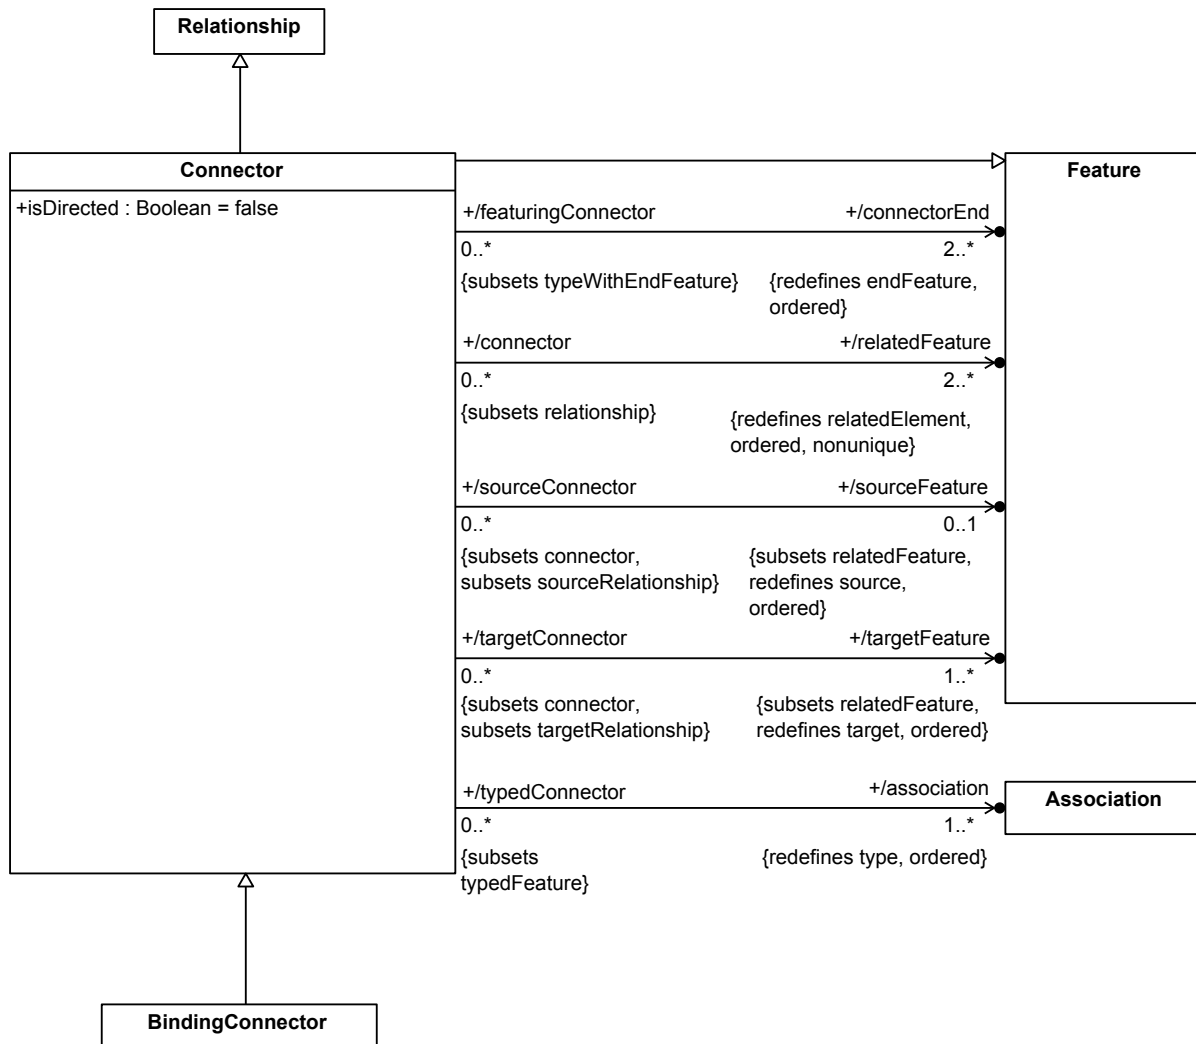 Relationship
Connector
Feature
+isDirected : Boolean = false
+/featuringConnector
+/connectorEnd
0..*
2..*
{subsets typeWithEndFeature}
{redefines endFeature,
ordered}
+/connector
+/relatedFeature
0..*
2..*
{subsets relationship}
{redefines relatedElement,
ordered, nonunique}
+/sourceConnector
+/sourceFeature
0..*
0..1
{subsets connector,
subsets sourceRelationship}
{subsets relatedFeature,
redefines source,
ordered}
+/targetConnector
+/targetFeature
0..*
1..*
{subsets connector,
subsets targetRelationship}
{subsets relatedFeature,
redefines target, ordered}
+/typedConnector
+/association
Association
0..*
1..*
{subsets
typedFeature}
{redefines type, ordered}
BindingConnector